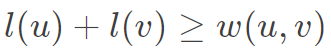 l(u) + l(v) ≥ w(u, v)